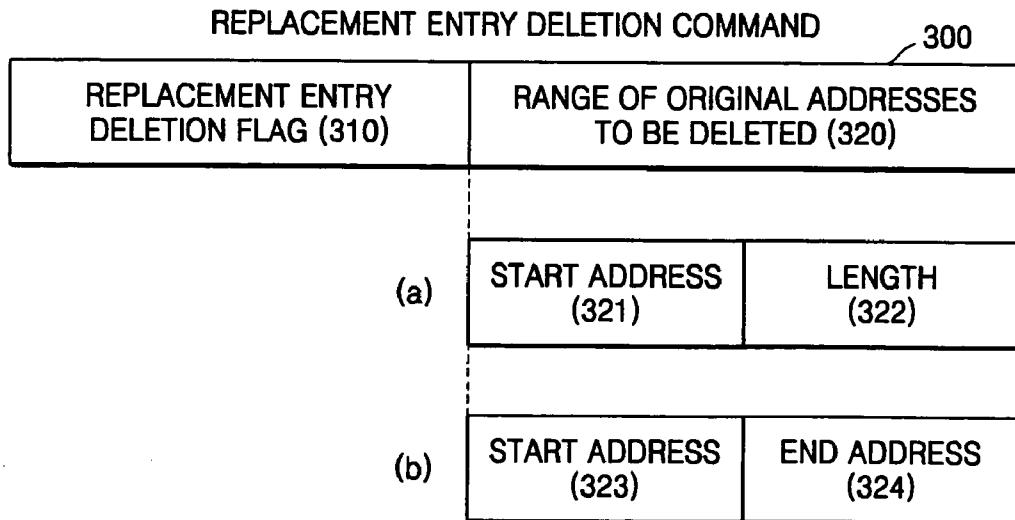 REPLACEMENT ENTRY DELETION COMMAND
300
REPLACEMENT ENTRY
DELETION FLAG (310)
RANGE OF ORIGINAL ADDRESSES
TO BE DELETED (320)
(a)
START ADDRESS
(321)
LENGTH
(322)
(b)
START ADDRESS
(323)
END ADDRESS
(324)